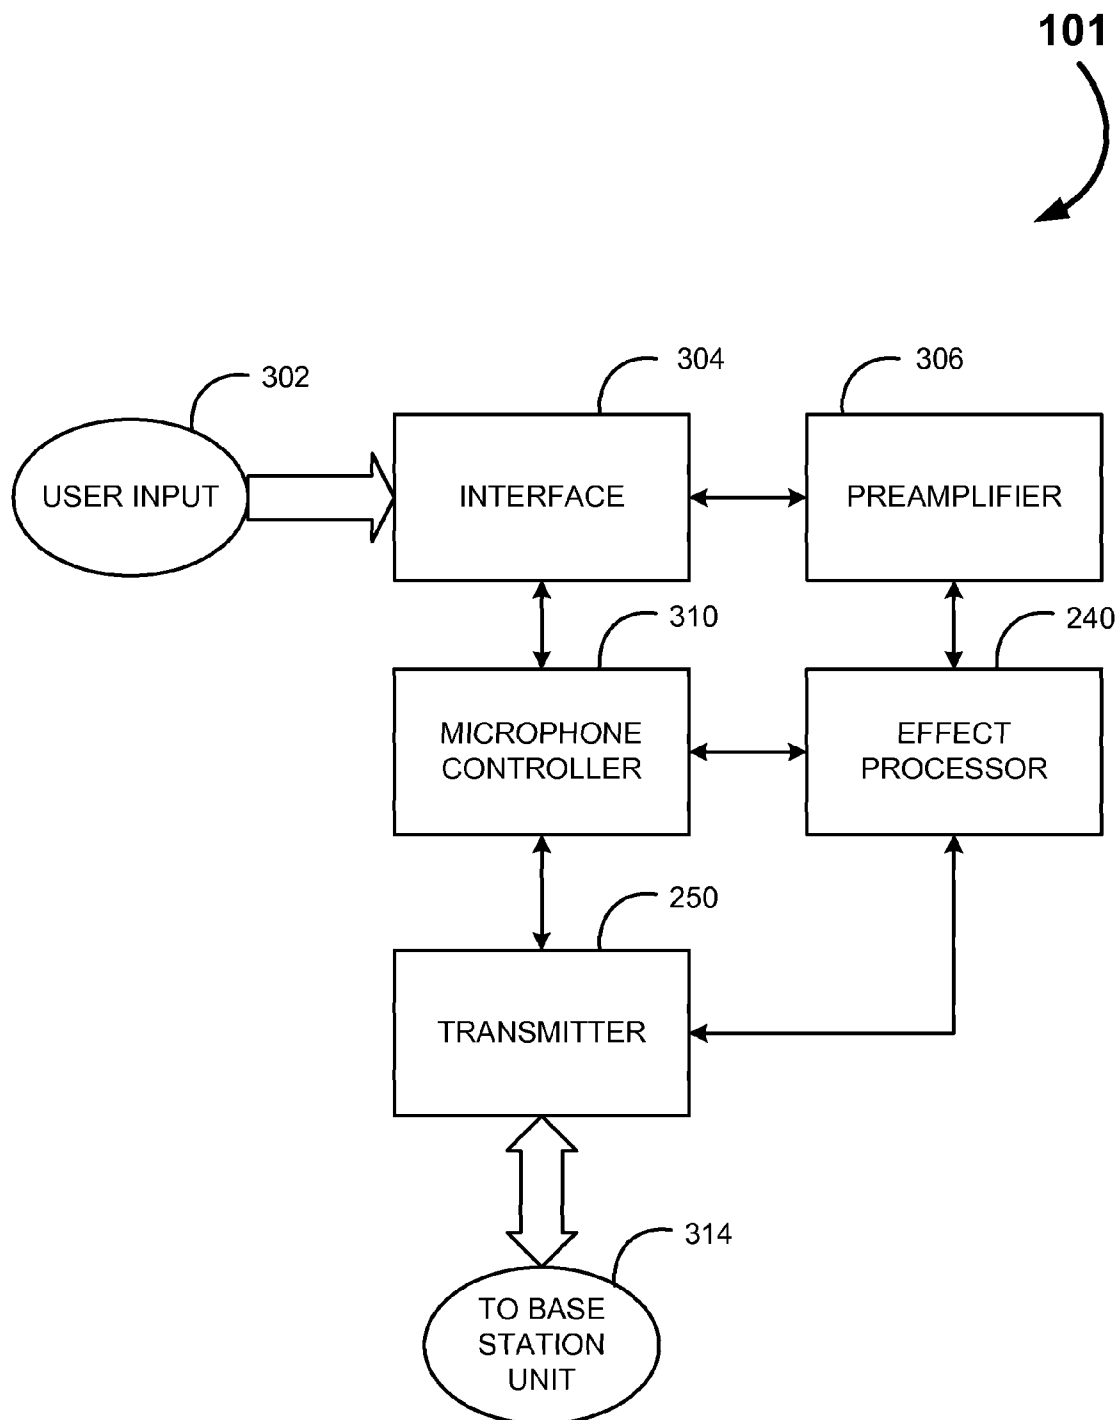 101
302
304
306
USER INPUT
INTERFACE
PREAMPLIFIER
310
240
MICROPHONE
CONTROLLER
EFFECT
PROCESSOR
250
TRANSMITTER
314
TO BASE
STATION
UNIT